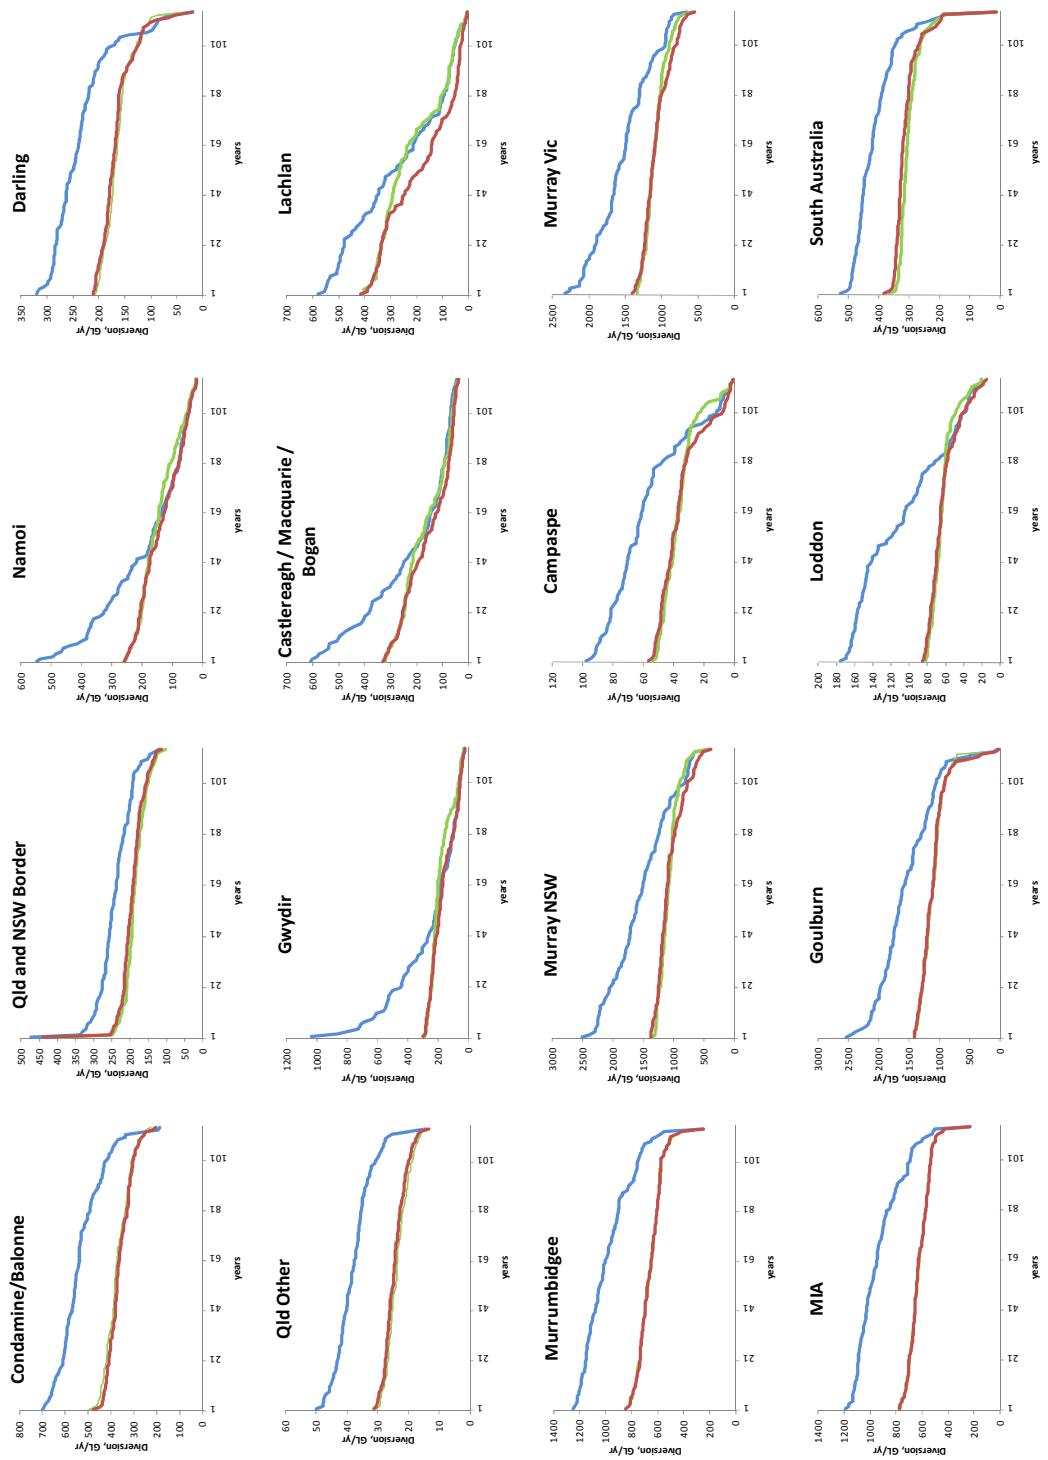 Condamine/Balonne
800
700
600
500
400
300
200
100
0
Diversion, GL/yr
1 21 41 61 81 101
years
Qld and NSW Border
500
450
400
350
300
250
200
150
100
50
0
Diversion, GL/yr
1 21 41 61 81 101
years
Namoi
600
500
400
300
200
100
0
Diversion, GL/yr
1 21 41 61 81 101
years
Darling
350
300
250
200
150
100
50
0
Diversion, GL/yr
1 21 41 61 81 101
years
Qld Other
60
50
40
30
20
10
0
Diversion, GL/yr
1 21 41 61 81 101
years
Gwydir
1200
1000
800
600
400
200
0
Diversion, GL/yr
1 21 41 61 81 101
years
Castlereagh / Macquarie /
Bogan
700
600
500
400
300
200
100
0
Diversion, GL/yr
1 21 41 61 81 101
years
Lachlan
700
600
500
400
300
200
100
0
Diversion, GL/yr
1 21 41 61 81 101
years
Murrumbidgee
1400
1200
1000
800
600
400
200
0
Diversion, GL/yr
1 21 41 61 81 101
years
Murray NSW
3000
2500
2000
1500
1000
500
0
Diversion, GL/yr
1 21 41 61 81 101
years
Campaspe
120
100
80
60
40
20
0
Diversion, GL/yr
1 21 41 61 81 101
years
Murray Vic
2500
2000
1500
1000
500
0
Diversion, GL/yr
1 21 41 61 81 101
years
MIA
1400
1200
1000
800
600
400
200
0
Diversion, GL/yr
1 21 41 61 81 101
years
Goulburn
3000
2500
2000
1500
1000
500
0
Diversion, GL/yr
1 21 41 61 81 101
years
Loddon
200
180
160
140
120
100
80
60
40
20
0
Diversion, GL/yr
1 21 41 61 81 101
years
South Australia
600
500
400
300
200
100
0
Diversion, GL/yr
1 21 41 61 81 101
years